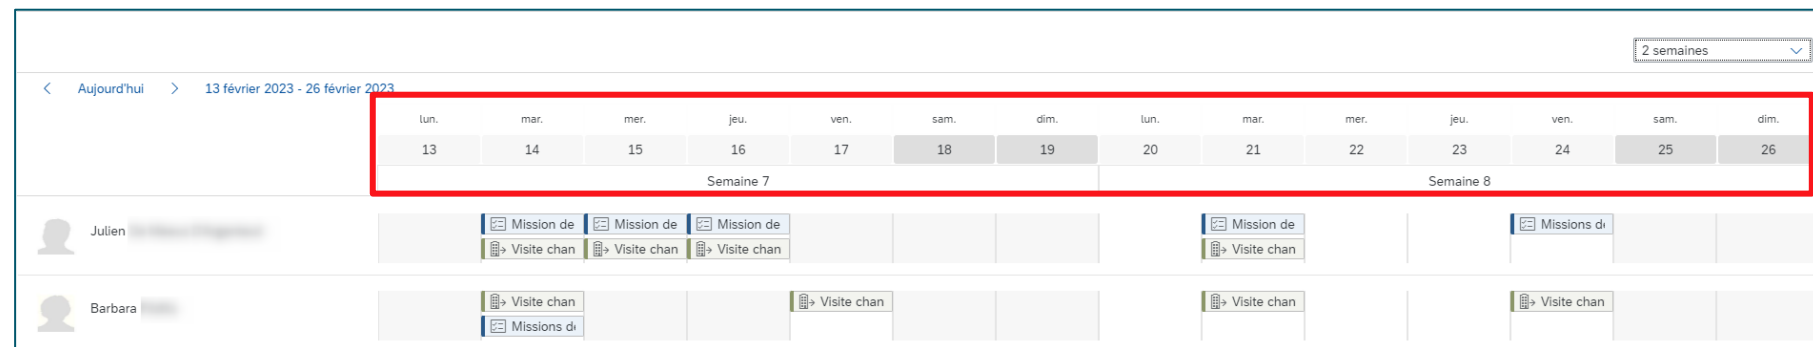 2 semaines
Aujourd'hui 13 février 2023 - 26 février 2023
lun. mar. mer. jeu. ven. sam. dim. lun. mar. mer. jeu. ven. sam. dim.
13 14 15 16 17 18 19 20 21 22 23 24 25 26
Semaine 7 Semaine 8
Julien
Mission de Mission de Mission de Mission de Missions d
Visite chan Visite chan Visite chan Visite chan
Barbara
Visite chan Visite chan Visite chan Visite chan
Missions d